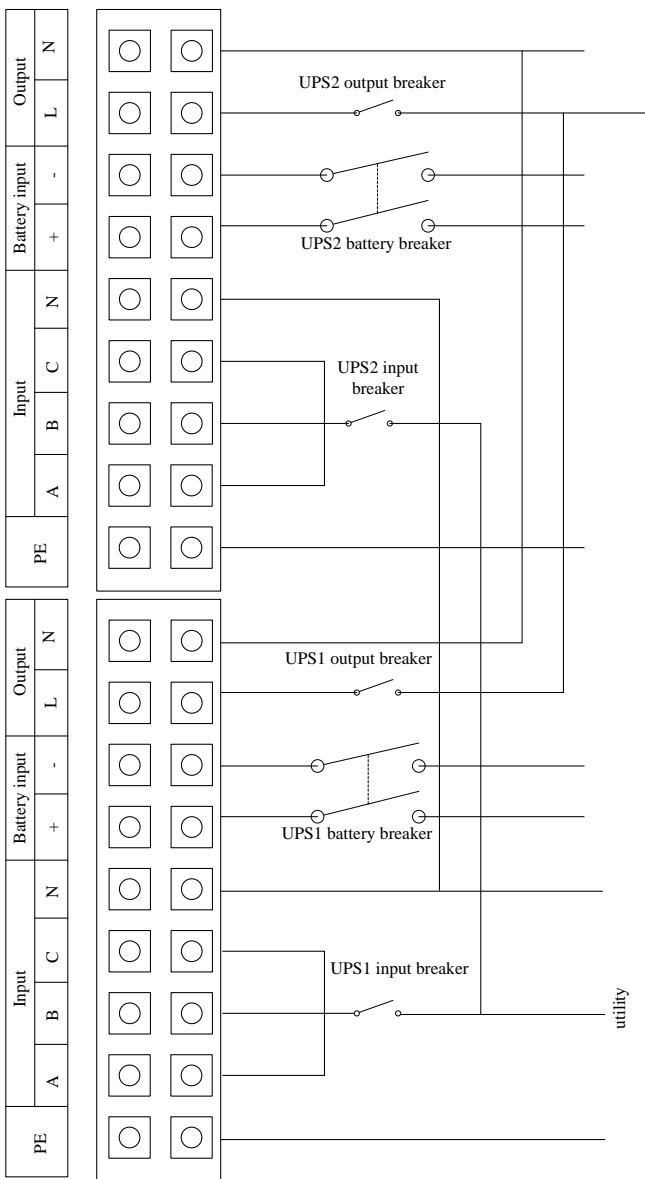 Output
N
L
Battery input
-
+
Input
N
C
B
A
PE
UPS2 output breaker
UPS2 battery breaker
UPS2 input
breaker
Output
N
L
Battery input
-
+
Input
N
C
B
A
PE
UPS1 output breaker
UPS1 battery breaker
UPS1 input breaker
utility